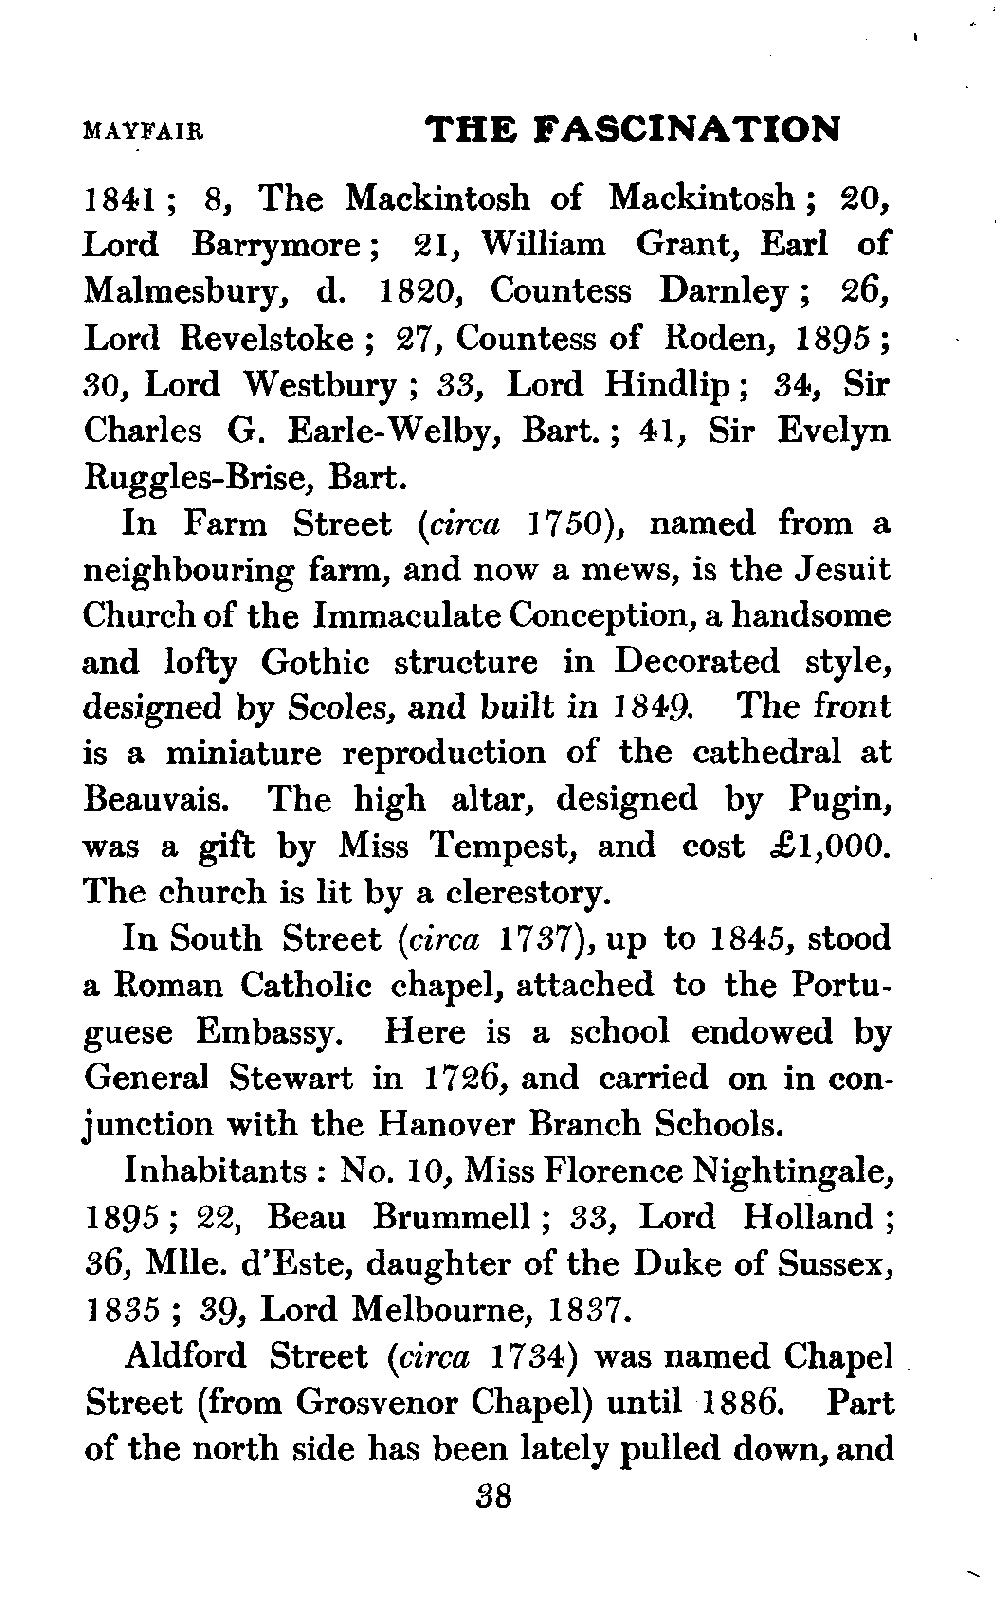 MAYFAIR THE FASCINATION
1841 ; 8, The Mackintosh of Mackintosh ; 20,
Lord Barrymore ; 21, William Grant, Earl of
Malmesbury, d. 1820, Countess Darnley ; 26,
Lord Revelstoke ; 27, Countess of Roden, 1895 ;
30, Lord Westbury ; 33, Lord Hindlip ; 34, Sir
Charles G. Earle-Welby, Bart. ; 41, Sir Evelyn
Ruggles-Brise, Bart.
In Farm Street (circa 1750), named from a
neighbouring farm, and now a mews, is the Jesuit
Church of the Immaculate Conception, a handsome
and lofty Gothic structure in Decorated style,
designed by Scoles, and built in 1849. The front
is a miniature reproduction of the cathedral at
Beauvais. The high altar, designed by Pugin,
was a gift by Miss Tempest, and cost £1,000.
The church is lit by a clerestory.
In South Street (circa 1737), up to 1845, stood
a Roman Catholic chapel, attached to the Portu-
guese Embassy. Here is a school endowed by
General Stewart in 1726, and carried on in con-
junction with the Hanover Branch Schools.
Inhabitants : No. 10, Miss Florence Nightingale,
1895 ; 22, Beau Brummell ; 33, Lord Holland ;
36, Mlle. d'Este, daughter of the Duke of Sussex,
1835 ; 39, Lord Melbourne, 1837.
Aldford Street (circa 1734) was named Chapel
Street (from Grosvenor Chapel) until 1886. Part
of the north side has been lately pulled down, and
38